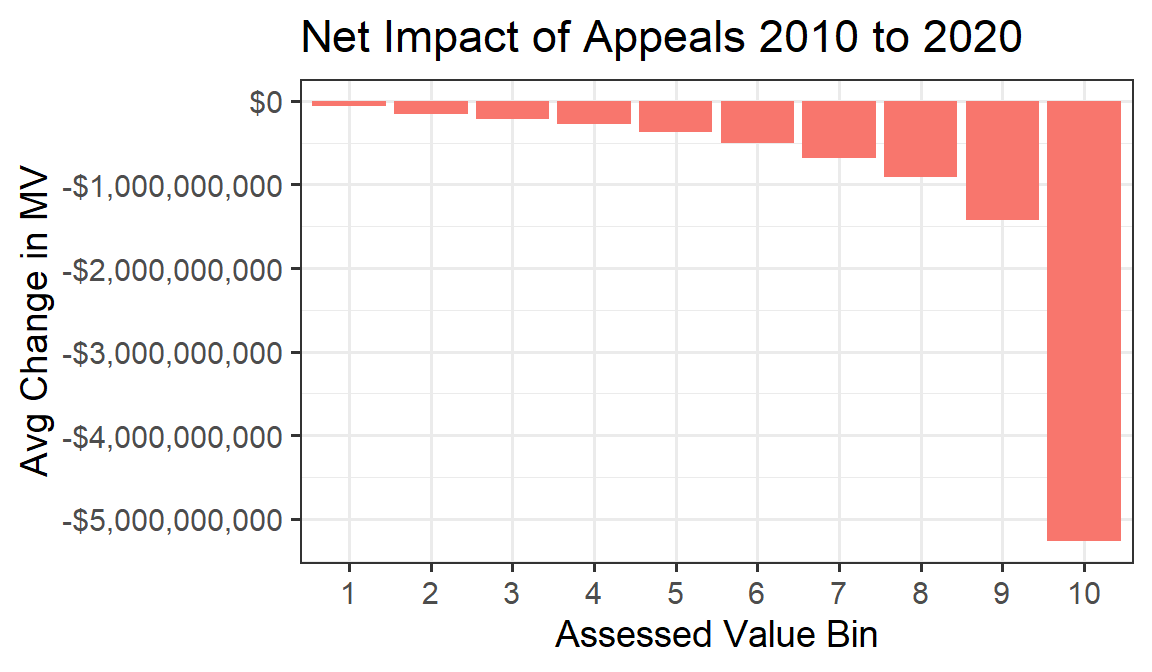 Net Impact of Appeals 2010 to 2020
Avg Change in MV
$0
-$1,000,000,000
-$2,000,000,000
-$3,000,000,000
-$4,000,000,000
-$5,000,000,000
1 2 3 4 5 6 7 8 9 10
Assessed Value Bin